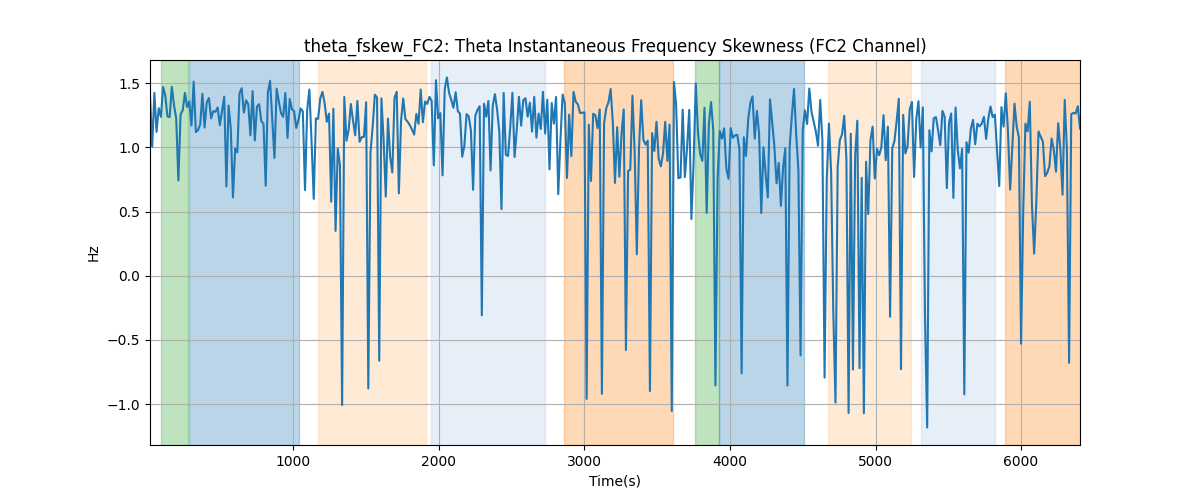 theta_fskew_FC2: Theta Instantaneous Frequency Skewness (FC2 Channel)
1.5
1.0
0.5
0.0
−0.5
−1.0
Hz
1000 2000 3000 4000 5000 6000
Time(s)